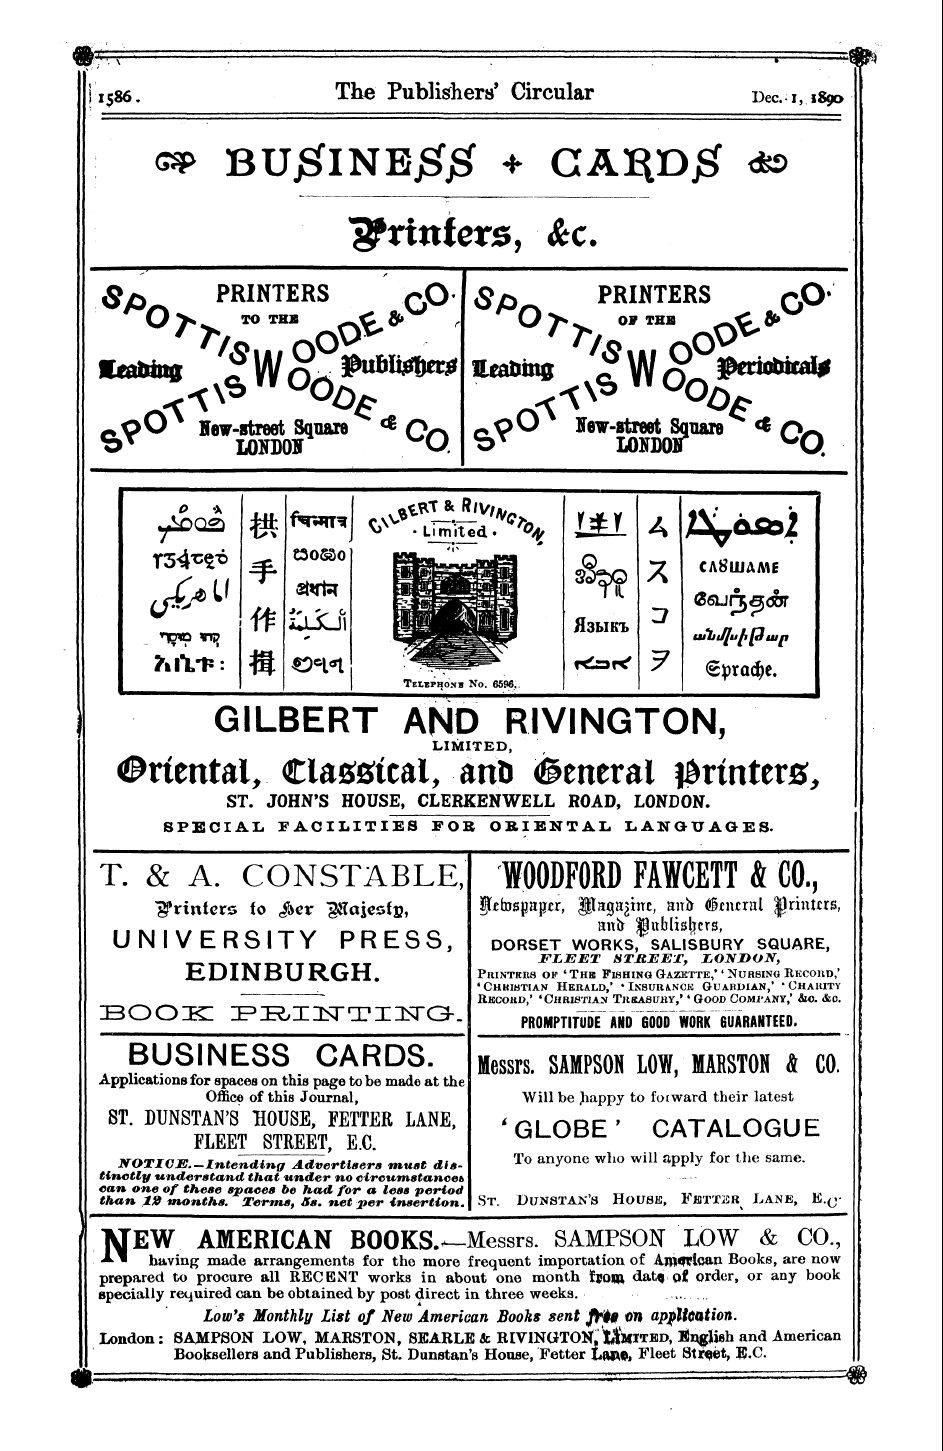 1586.
The Publishers' Circular
Dec. 1, 1890
BUSINESS + CARDS
Printers, &c.
SPOTTISWOODE & CO.
PRINTERS
TO THE
Leading
Publishers
SPOTTISWOODE & CO.
New-street Square
LONDON
SPOTTISWOODE & CO.
PRINTERS
OF THE
Leading
Periodicals
SPOTTISWOODE & CO.
New-street Square
LONDON
拱
手
作
揖
चिन्मात्र
प्रधान
GILBERT & RIVINGTON,
Limited.
TELEPHONE No. 6596.
Языкъ
ム
ス
コ
ヲ
வேந்தன்
Sprache.
GILBERT AND RIVINGTON,
LIMITED,
Oriental, Classical, and General Printers,
ST. JOHN'S HOUSE, CLERKENWELL ROAD, LONDON.
SPECIAL FACILITIES FOR ORIENTAL LANGUAGES.
T. & A. CONSTABLE,
Printers to Her Majesty,
UNIVERSITY PRESS,
EDINBURGH.
BOOK PRINTING.
WOODFORD FAWCETT & CO.,
Newspaper, Magazine, and General Printers,
and Publishers,
DORSET WORKS, SALISBURY SQUARE,
FLEET STREET, LONDON,
PRINTERS OF 'THE FISHING GAZETTE,' 'NURSING RECORD,'
'CHRISTIAN HERALD,' 'INSURANCE GUARDIAN,' 'CHARITY
RECORD,' 'CHRISTIAN TREASURY,' 'GOOD COMPANY,' &c. &c.
PROMPTITUDE AND GOOD WORK GUARANTEED.
BUSINESS CARDS.
Applications for spaces on this page to be made at the
Office of this Journal,
ST. DUNSTAN'S HOUSE, FETTER LANE,
FLEET STREET, E.C.
NOTICE.—Intending Advertisers must dis-
tinctly understand that under no circumstances
can one of these spaces be had for a less period
than 12 months. Terms, 5s. net per insertion.
Messrs. SAMPSON LOW, MARSTON & CO.
Will be happy to forward their latest
'GLOBE' CATALOGUE
To anyone who will apply for the same.
ST. DUNSTAN'S HOUSE, FETTER LANE, E.C.
NEW AMERICAN BOOKS.—Messrs. SAMPSON LOW & CO.,
having made arrangements for the more frequent importation of American Books, are now
prepared to procure all RECENT works in about one month from date of order, or any book
specially required can be obtained by post direct in three weeks.
Low's Monthly List of New American Books sent free on application.
London: SAMPSON LOW, MARSTON, SEARLE & RIVINGTON, LIMITED, English and American
Booksellers and Publishers, St. Dunstan's House, Fetter Lane, Fleet Street, E.C.